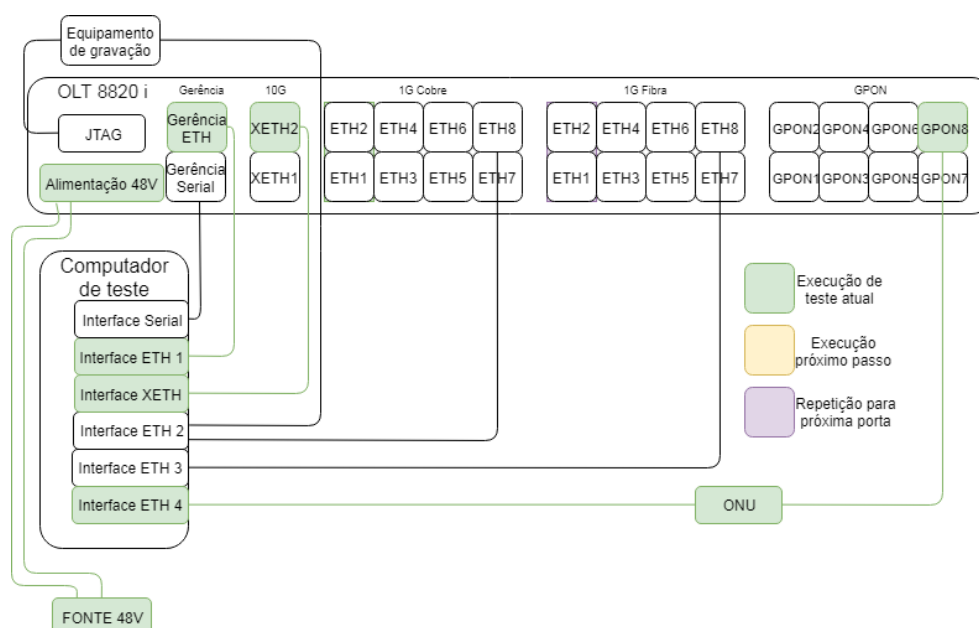 Equipamento
de gravação
OLT 8820 i
Gerência
10G
1G Cobre
1G Fibra
GPON
JTAG
Gerência
ETH
XETH2
ETH2
ETH4
ETH6
ETH8
ETH2
ETH4
ETH6
ETH8
GPON2
GPON4
GPON6
GPON8
Alimentação 48V
Gerência
Serial
XETH1
ETH1
ETH3
ETH5
ETH7
ETH1
ETH3
ETH5
ETH7
GPON1
GPON3
GPON5
GPON7
Computador
de teste
Interface Serial
Interface ETH 1
Interface XETH
Interface ETH 2
Interface ETH 3
Interface ETH 4
Execução de
teste atual
Execução
próximo passo
Repetição para
próxima porta
ONU
FONTE 48V